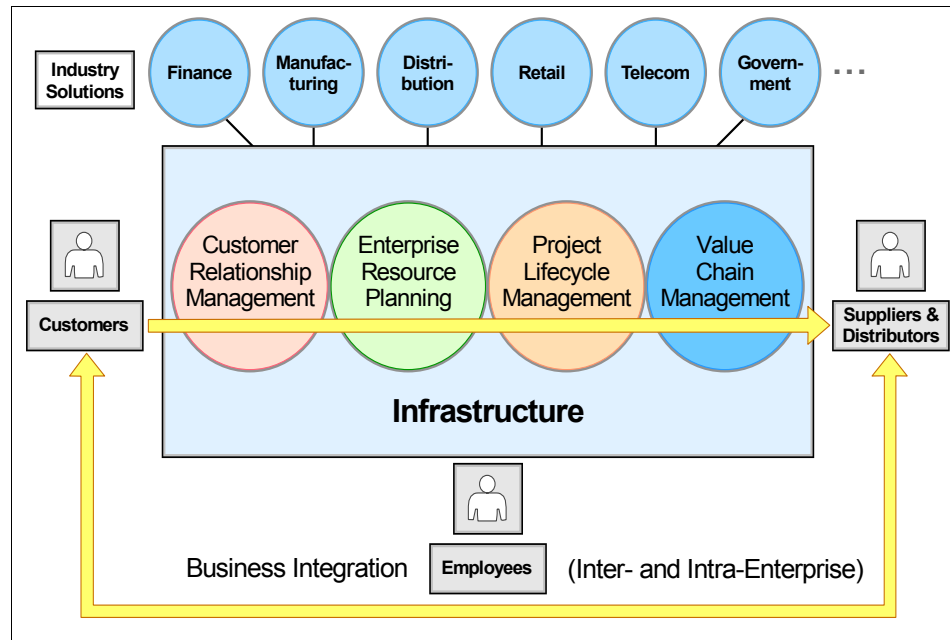 Industry
Solutions
Finance
Manufac-
turing
Distri-
bution
Retail
Telecom
Govern-
ment
...
Customer
Relationship
Management
Enterprise
Resource
Planning
Project
Lifecycle
Management
Value
Chain
Management
Customers
Suppliers &
Distributors
Infrastructure
Business Integration
Employees
(Inter- and Intra-Enterprise)